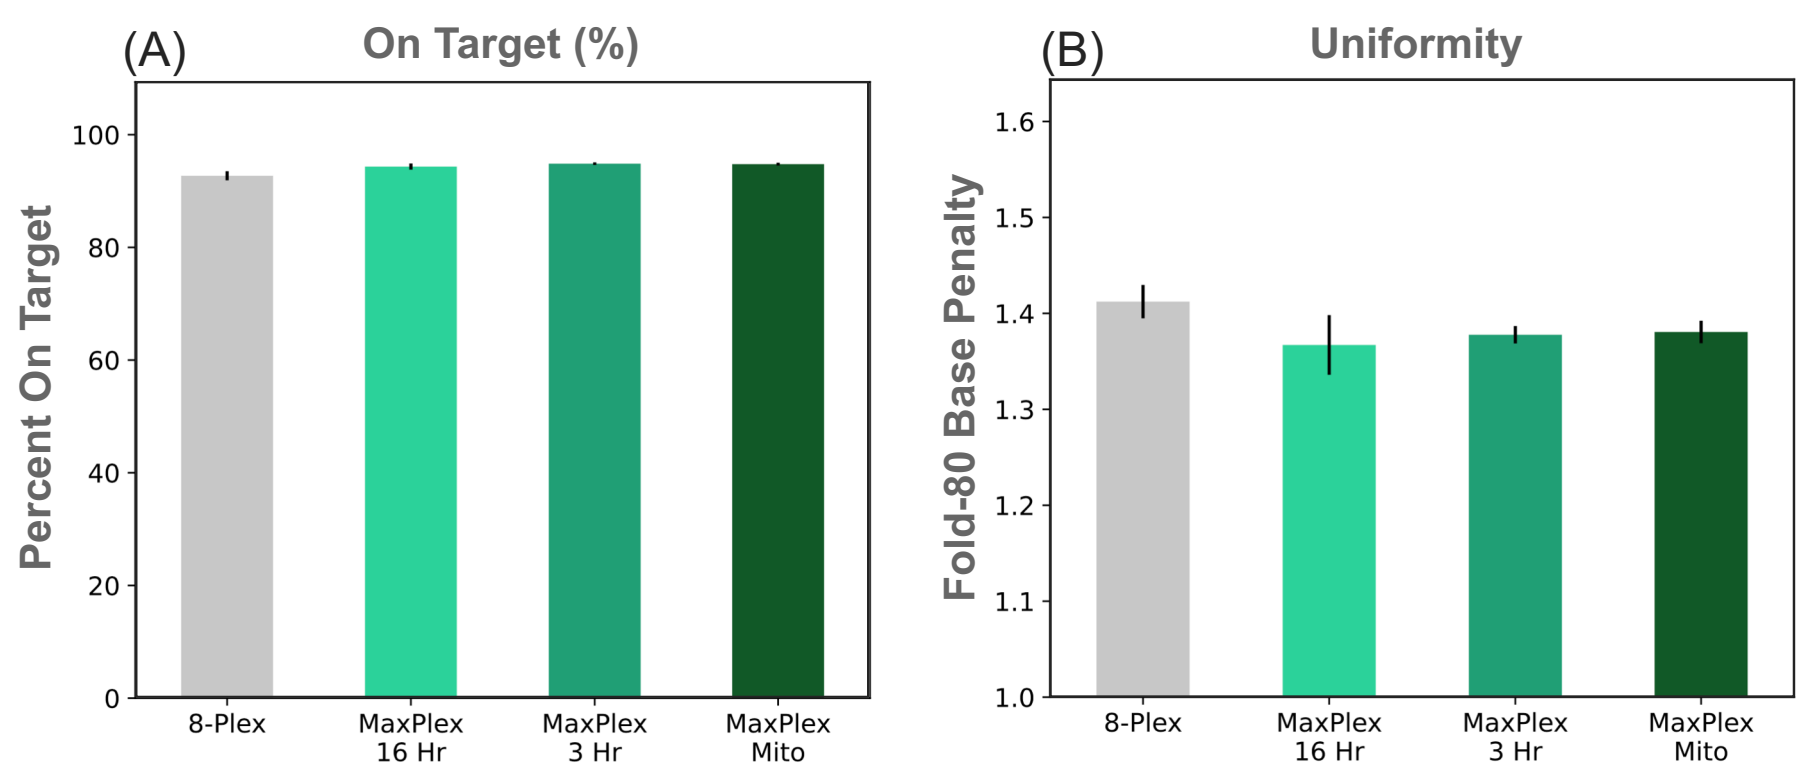 (A)
On Target (%)
Percent On Target
100
80
60
40
20
0
8-Plex
MaxPlex
16 Hr
MaxPlex
3 Hr
MaxPlex
Mito
(B)
Uniformity
Fold-80 Base Penalty
1.6
1.5
1.4
1.3
1.2
1.1
1.0
8-Plex
MaxPlex
16 Hr
MaxPlex
3 Hr
MaxPlex
Mito